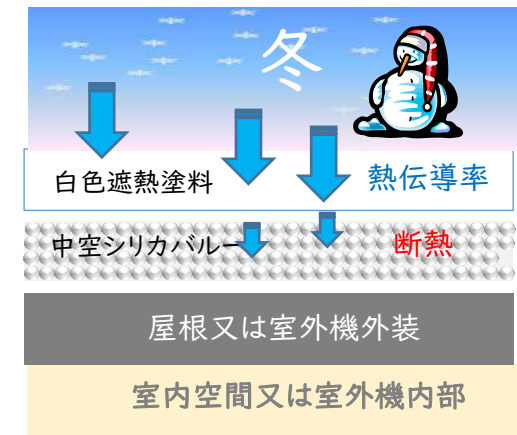 冬
白色遮熱塗料 熱伝導率
中空シリカバルー 断熱
屋根又は室外機外装
室内空間又は室外機内部